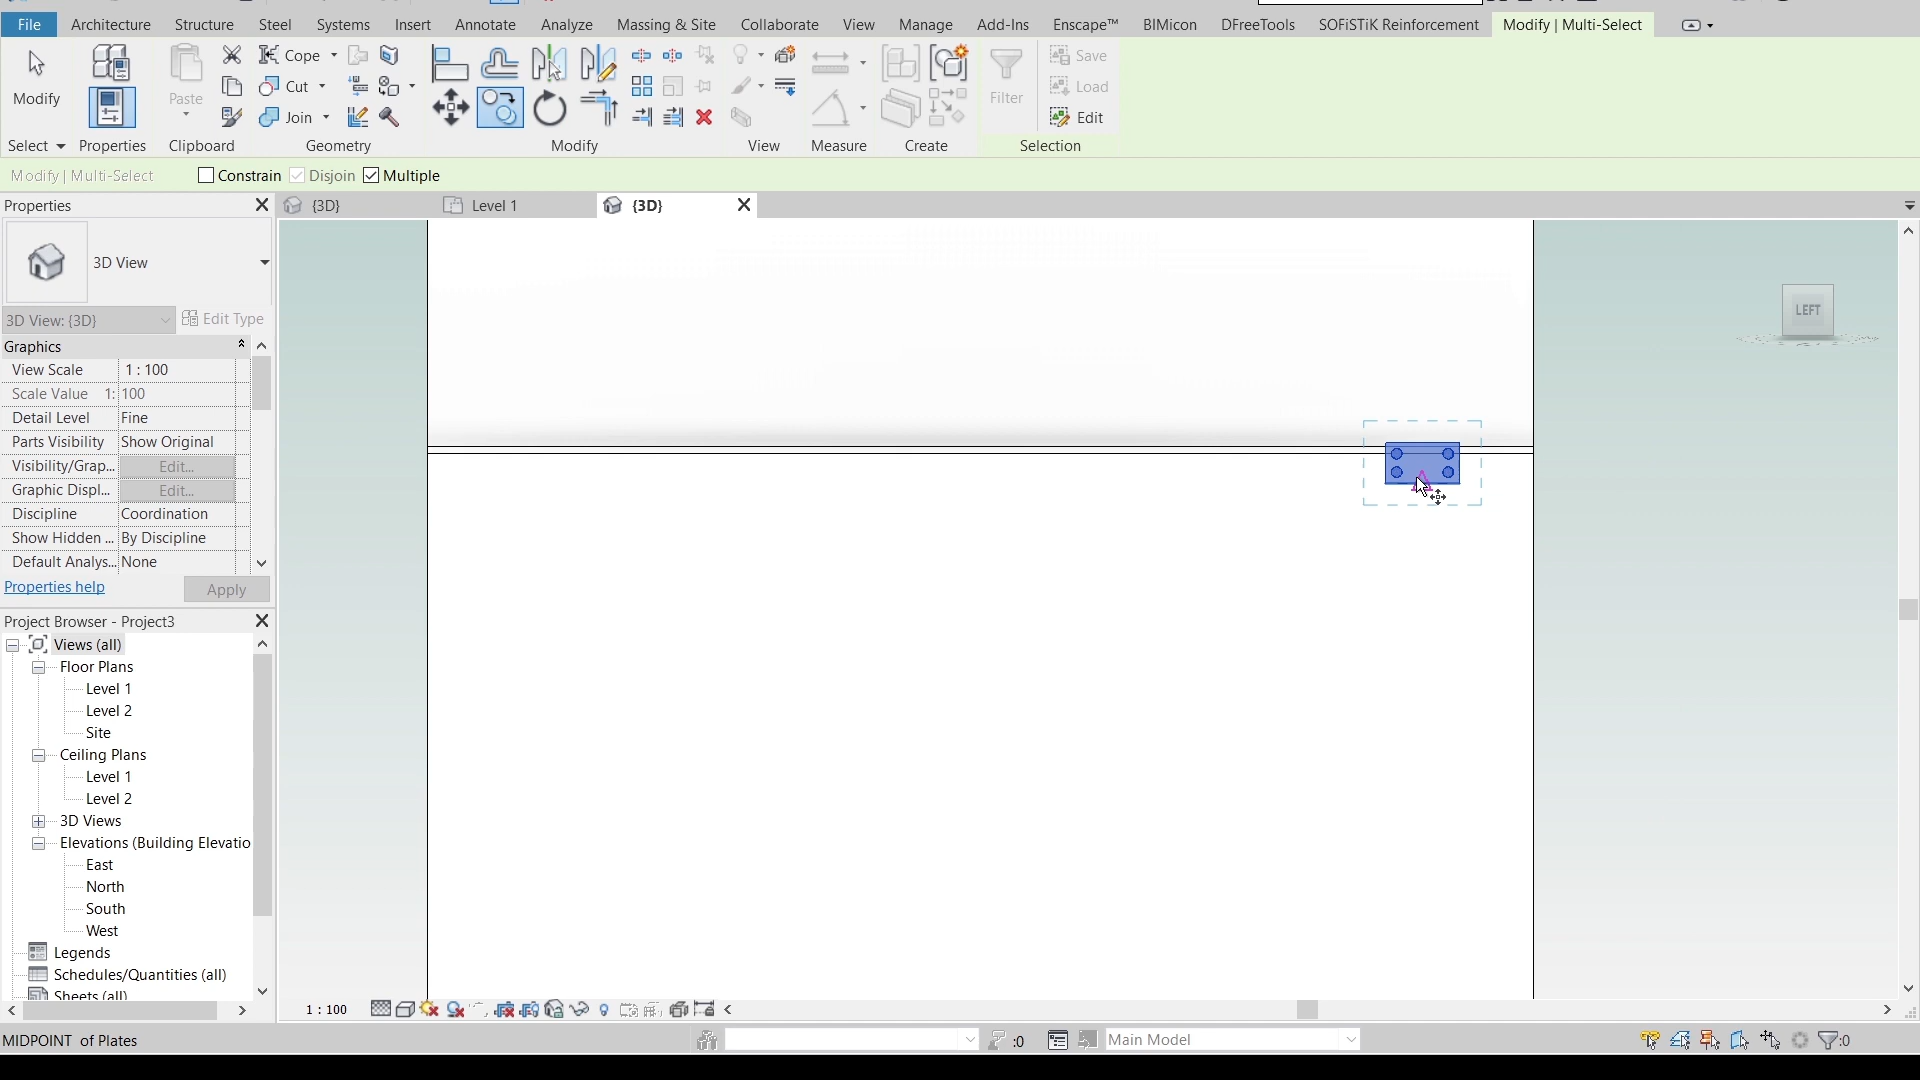 File Architecture Structure Steel Systems Insert Annotate Analyze Massing & Site Collaborate View Manage Add-Ins Enscape™ BIMicon DFreeTools SOFiSTiK Reinforcement Modify | Multi-Select
Modify
Paste
Cope
Cut
Join
Filter
Save
Load
Edit
Select Properties Clipboard Geometry Modify View Measure Create Selection
Modify | Multi-Select Constrain Disjoin Multiple
Properties
{3D} Level 1 {3D}
3D View
3D View: {3D} Edit Type
Graphics
View Scale 1 : 100
Scale Value 1: 100
Detail Level Fine
Parts Visibility Show Original
Visibility/Grap... Edit...
Graphic Displ... Edit...
Discipline Coordination
Show Hidden ... By Discipline
Default Analys... None
Properties help Apply
LEFT
Project Browser - Project3
Views (all)
Floor Plans
Level 1
Level 2
Site
Ceiling Plans
Level 1
Level 2
3D Views
Elevations (Building Elevatio
East
North
South
West
Legends
Schedules/Quantities (all)
Sheets (all)
1 : 100
MIDPOINT of Plates
:0
Main Model
:0